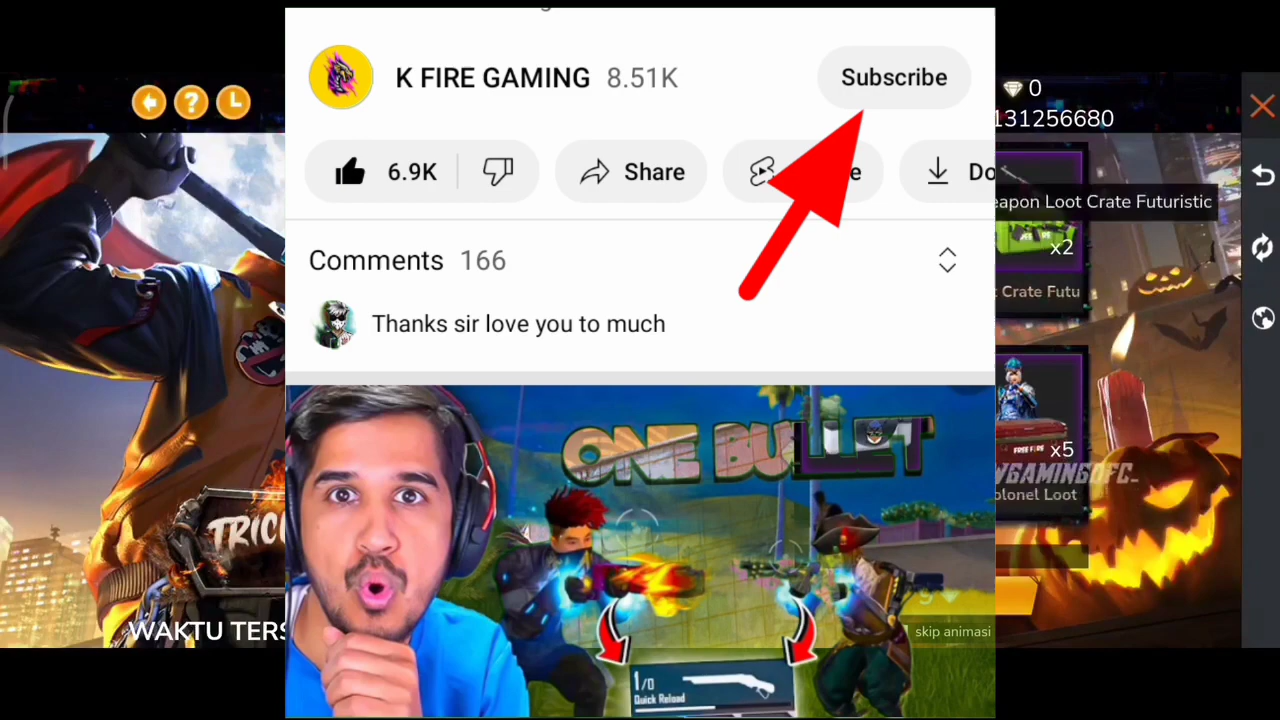 K FIRE GAMING 8.51K
Subscribe
6.9K
Share
Do
Comments 166
Thanks sir love you to much
ONE BULLET
1/0
Quick Reload
skip animasi
TRIC
WAKTU TERS
0
131256680
eapon Loot Crate Futuristic
x2
Crate Futu
FREE FIRE
x5
olonel Loot